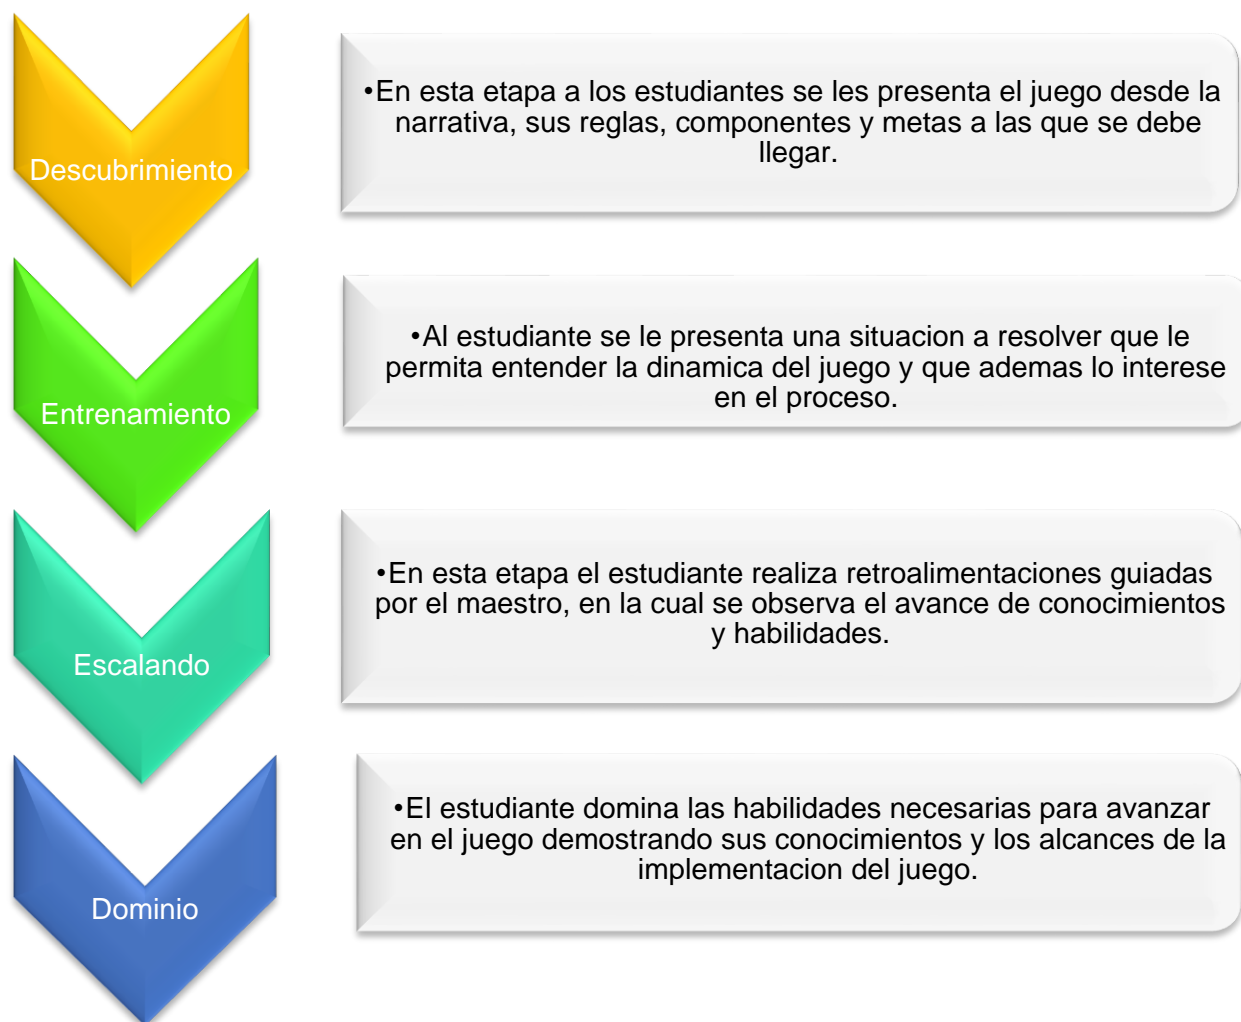 Descubrimiento
•En esta etapa a los estudiantes se les presenta el juego desde la
narrativa, sus reglas, componentes y metas a las que se debe
llegar.
Entrenamiento
•Al estudiante se le presenta una situacion a resolver que le
permita entender la dinamica del juego y que ademas lo interese
en el proceso.
Escalando
•En esta etapa el estudiante realiza retroalimentaciones guiadas
por el maestro, en la cual se observa el avance de conocimientos
y habilidades.
Dominio
•El estudiante domina las habilidades necesarias para avanzar
en el juego demostrando sus conocimientos y los alcances de la
implementacion del juego.